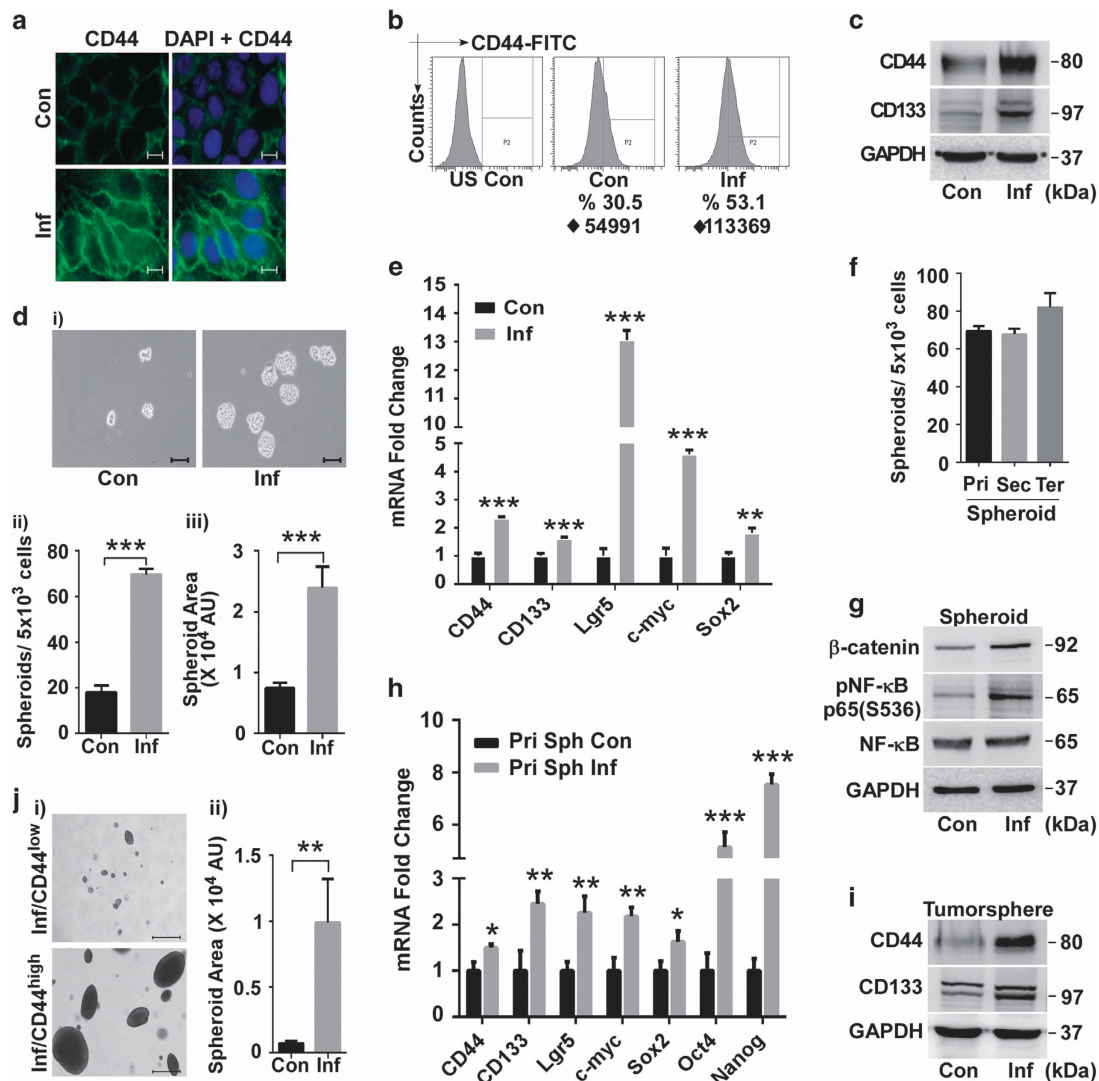 a
CD44 DAPI + CD44
Con
Inf
b
CD44-FITC
Counts
P2 P2 P2
US Con Con Inf
% 30.5 % 53.1
◆54991 ◆113369
c
CD44 -80
CD133 -97
GAPDH -37
Con Inf (kDa)
d i)
Con Inf
ii)
Spheroids/ 5x10³ cells
80
60
40
20
0
***
Con Inf
iii)
Spheroid Area
(X 10⁴ AU)
3
2
1
0
***
Con Inf
e
mRNA Fold Change
15
14
13
12
11
10
6
5
4
3
2
1
0
Con
Inf
*** *** *** *** **
CD44 CD133 Lgr5 c-myc Sox2
f
Spheroids/ 5x10³ cells
100
80
60
40
20
0
Pri Sec Ter
Spheroid
g
Spheroid
β-catenin -92
pNF-κB
p65(S536) -65
NF-κB -65
GAPDH -37
Con Inf (kDa)
h
mRNA Fold Change
10
8
6
4
3
2
1
0
Pri Sph Con
Pri Sph Inf
* ** ** ** * *** ***
CD44 CD133 Lgr5 c-myc Sox2 Oct4 Nanog
i
Tumorsphere
CD44 - 80
CD133 - 97
GAPDH - 37
Con Inf (kDa)
j i)
Inf/CD44low
Inf/CD44high
ii)
Spheroid Area (X 10⁴ AU)
1.5
1
0.5
0
**
Con Inf